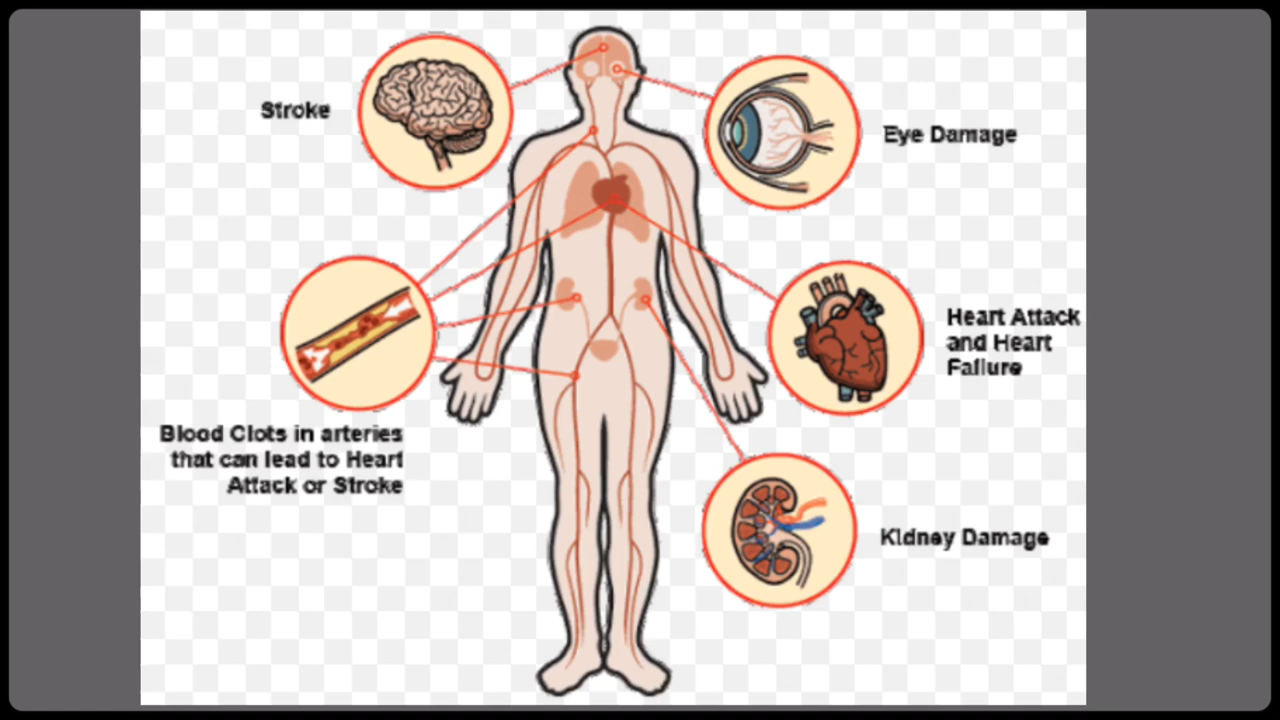 Stroke
Eye Damage
Heart Attack
and Heart
Failure
Blood Clots in arteries
that can lead to Heart
Attack or Stroke
Kidney Damage